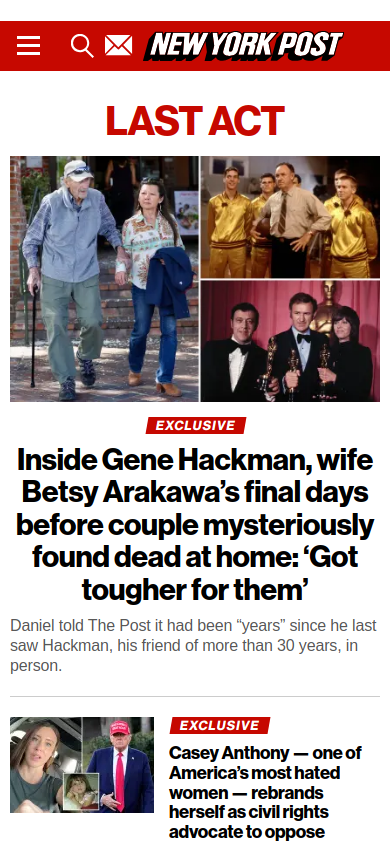 NEW YORK POST
LAST ACT
EXCLUSIVE
Inside Gene Hackman, wife
Betsy Arakawa’s final days
before couple mysteriously
found dead at home: ‘Got
tougher for them’
Daniel told The Post it had been “years” since he last
saw Hackman, his friend of more than 30 years, in
person.
EXCLUSIVE
Casey Anthony — one of
America’s most hated
women — rebrands
herself as civil rights
advocate to oppose